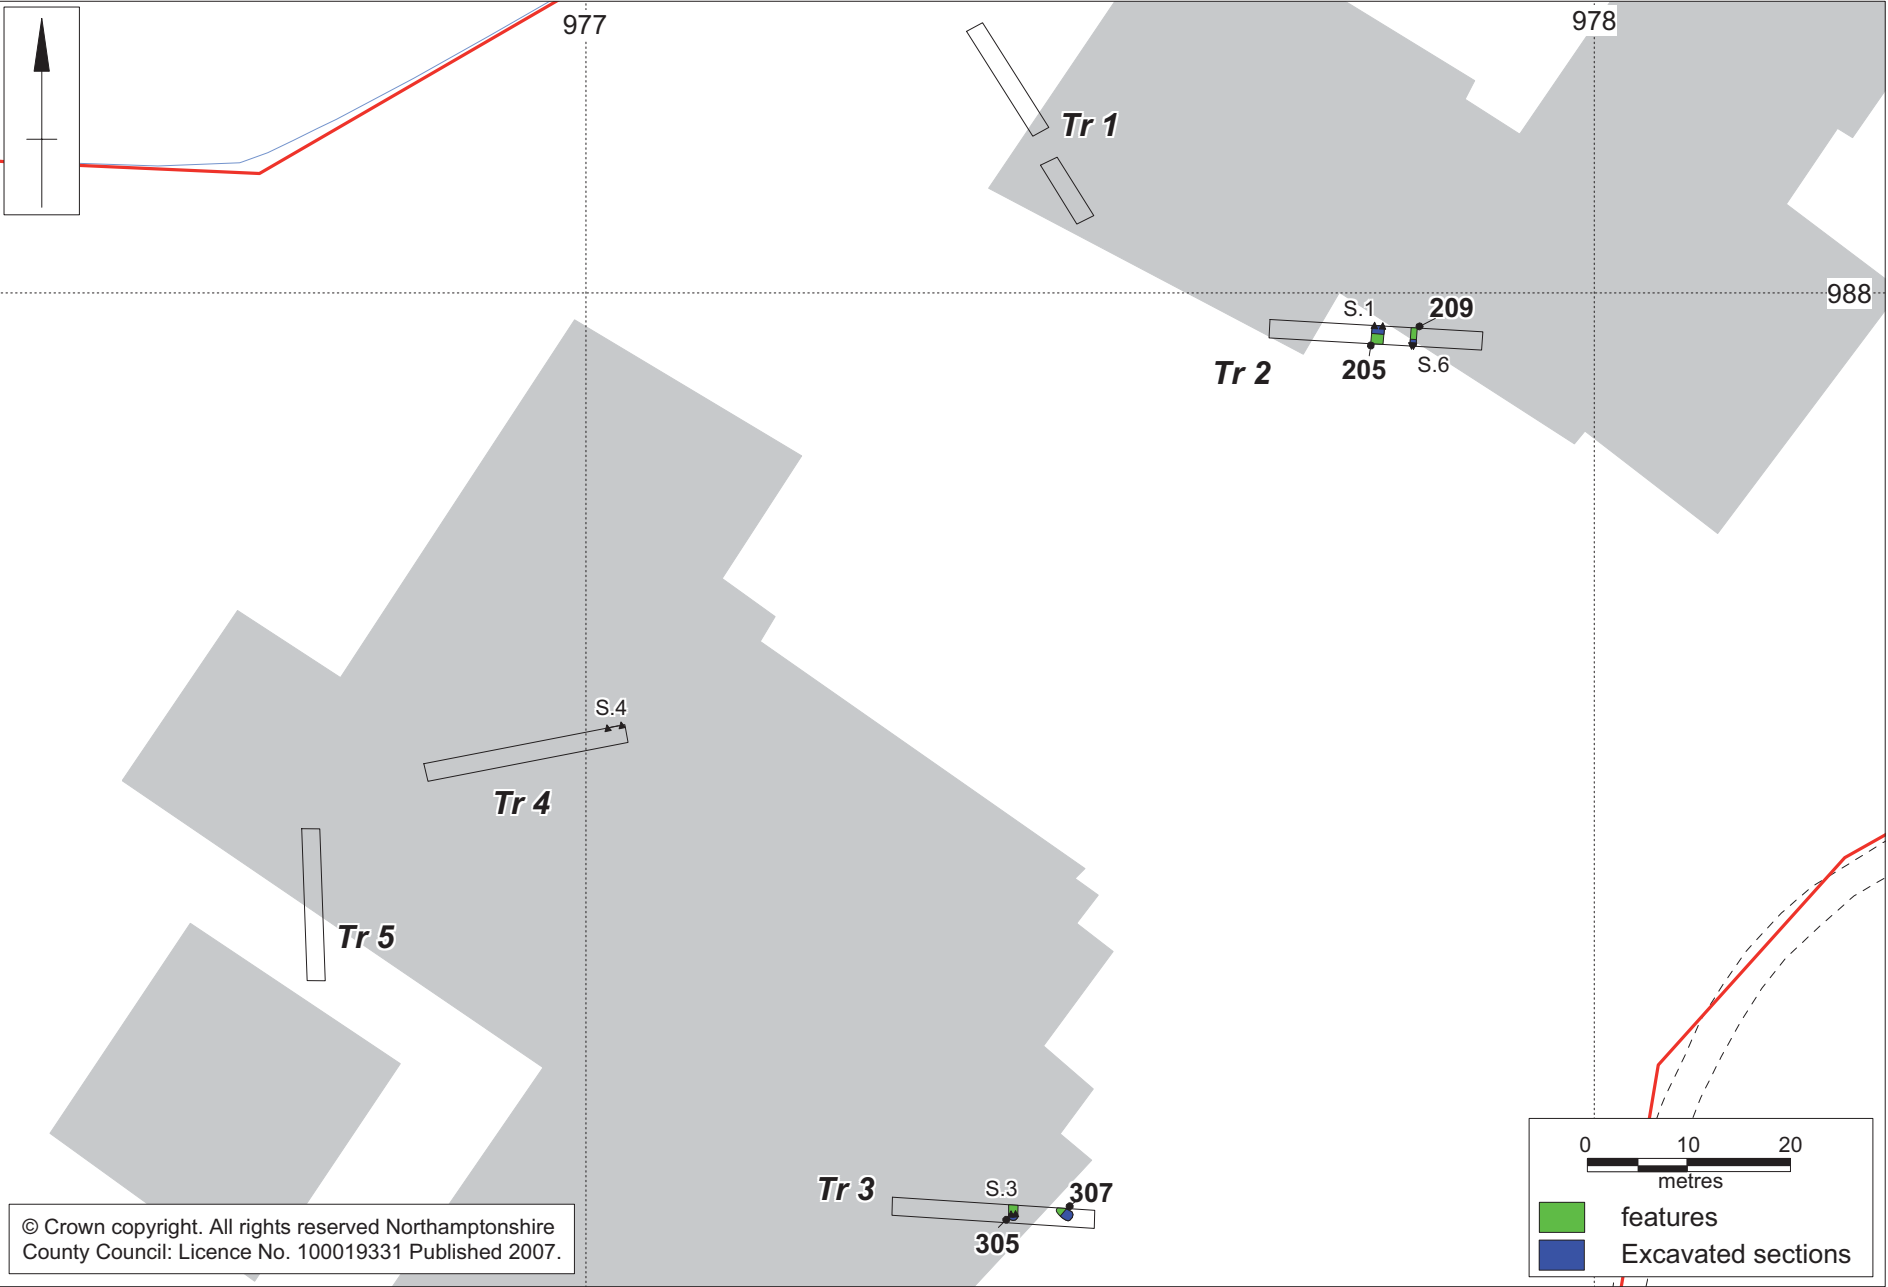 977
978
Tr 1
988
S.1
209
Tr 2
205
S.6
S.4
Tr 4
Tr 5
Tr 3
S.3
307
305
0 10 20
metres
features
Excavated sections
© Crown copyright. All rights reserved Northamptonshire
County Council: Licence No. 100019331 Published 2007.